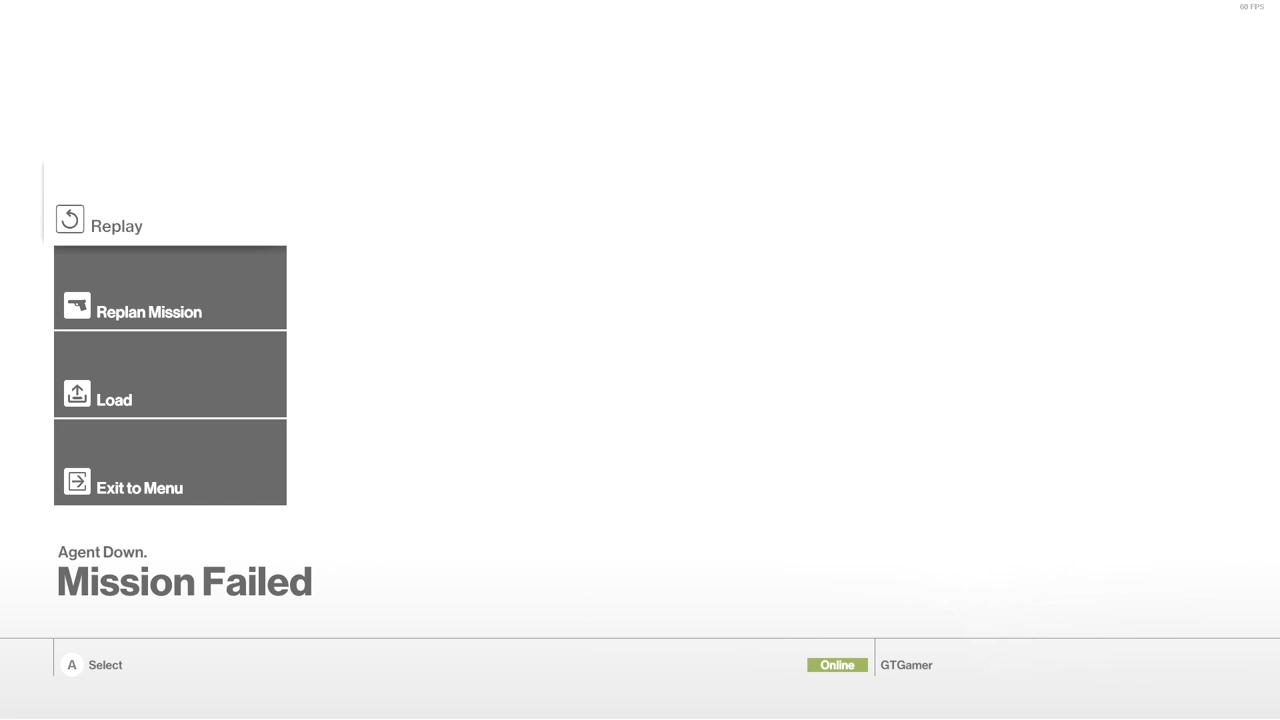 60 FPS
Replay
Replan Mission
Load
Exit to Menu
Agent Down.
Mission Failed
A Select
Online GTGamer